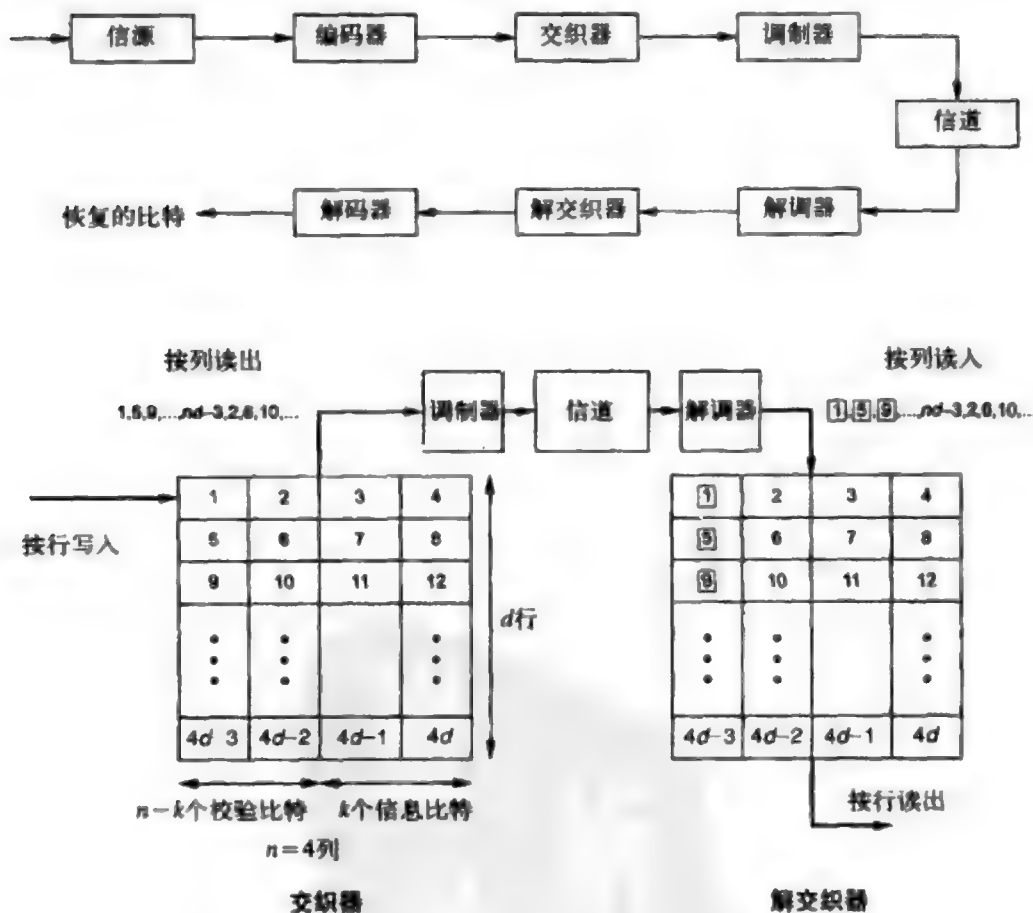 信源 编码器 交织器 调制器
信道
恢复的比特 解码器 解交织器 解调器
按列读出 按列读入
1,5,9,...,nd-3,2,6,10,... 调制器 信道 解调器 1,5,9,...,nd-3,2,6,10,...
按行写入
1 2 3 4
5 6 7 8
9 10 11 12
4d-3 4d-2 4d-1 4d
d行
1 2 3 4
5 6 7 8
9 10 11 12
4d-3 4d-2 4d-1 4d
n-k个校验比特 k个信息比特 按行读出
n=4列
交织器 解交织器